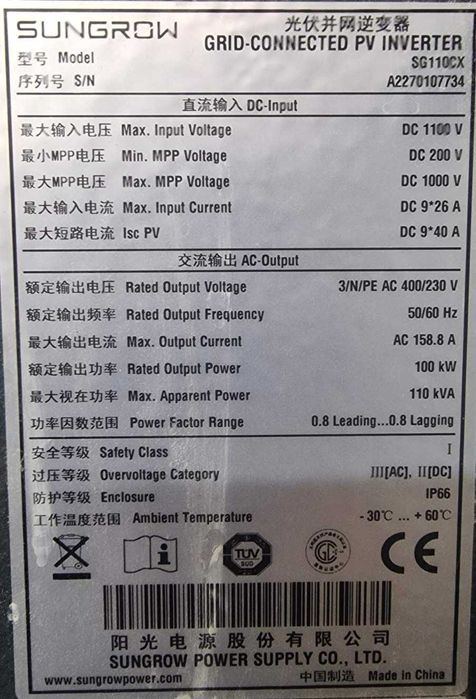 SUNGROW
光伏并网逆变器
GRID-CONNECTED PV INVERTER
型号 Model SG110CX
序列号 S/N A2270107734
直流输入 DC-Input
最大输入电压 Max. Input Voltage DC 1100 V
最小MPP电压 Min. MPP Voltage DC 200 V
最大MPP电压 Max. MPP Voltage DC 1000 V
最大输入电流 Max. Input Current DC 9*26 A
最大短路电流 Isc PV DC 9*40 A
交流输出 AC-Output
额定输出电压 Rated Output Voltage 3/N/PE AC 400/230 V
额定输出频率 Rated Output Frequency 50/60 Hz
最大输出电流 Max. Output Current AC 158.8 A
额定输出功率 Rated Output Power 100 kW
最大视在功率 Max. Apparent Power 110 kVA
功率因数范围 Power Factor Range 0.8 Leading...0.8 Lagging
安全等级 Safety Class I
过压等级 Overvoltage Category III[AC], II[DC]
防护等级 Enclosure IP66
工作温度范围 Ambient Temperature -30℃ ... +60℃
TÜV SÜD CGC CE
阳光电源股份有限公司
SUNGROW POWER SUPPLY CO., LTD.
www.sungrowpower.com 中国制造 Made in China